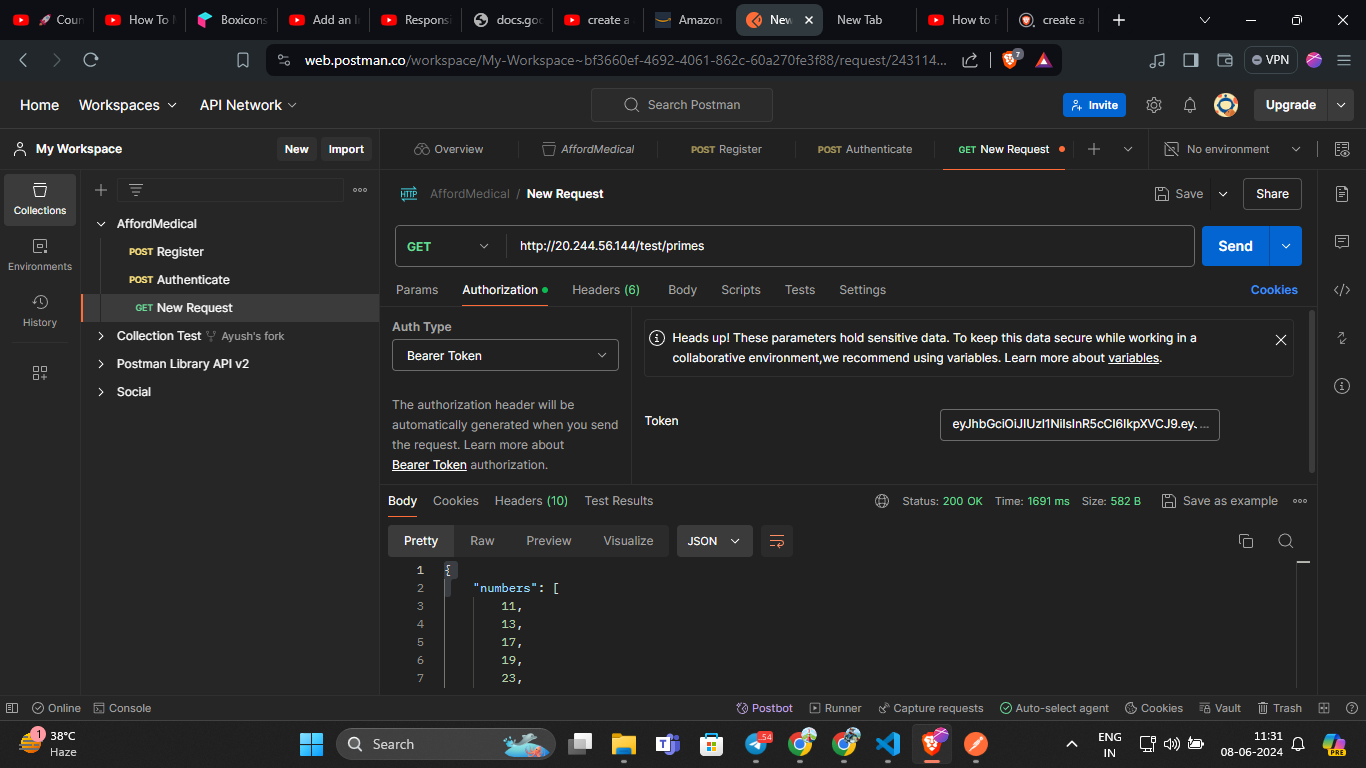 🚀 Coun
How To M
Boxicons
Add an I
Responsi
docs.goo
create a
Amazon
New
New Tab
How to F
create a
web.postman.co/workspace/My-Workspace~bf3660ef-4692-4061-862c-60a270fe3f88/request/243114...
7
VPN
Home
Workspaces
API Network
Search Postman
Invite
Upgrade
My Workspace
New
Import
Overview
AffordMedical
POST Register
POST Authenticate
GET New Request
No environment
Collections
Environments
History
AffordMedical
POST Register
POST Authenticate
GET New Request
Collection Test Ayush's fork
Postman Library API v2
Social
HTTP
AffordMedical / New Request
Save
Share
GET
http://20.244.56.144/test/primes
Send
Params
Authorization
Headers (6)
Body
Scripts
Tests
Settings
Cookies
Auth Type
Bearer Token
The authorization header will be
automatically generated when you send
the request. Learn more about
Bearer Token authorization.
Heads up! These parameters hold sensitive data. To keep this data secure while working in a
collaborative environment,we recommend using variables. Learn more about variables.
Token
eyJhbGciOiJIUzI1NiIsInR5cCI6IkpXVCJ9.eyJ ...
Body
Cookies
Headers (10)
Test Results
Status: 200 OK
Time: 1691 ms
Size: 582 B
Save as example
Pretty
Raw
Preview
Visualize
JSON
1 {
2 "numbers": [
3 11,
4 13,
5 17,
6 19,
7 23,
Online
Console
Postbot
Runner
Capture requests
Auto-select agent
Cookies
Vault
Trash
1
38°C
Haze
Search
54
ENG
IN
11:31
08-06-2024
PRE